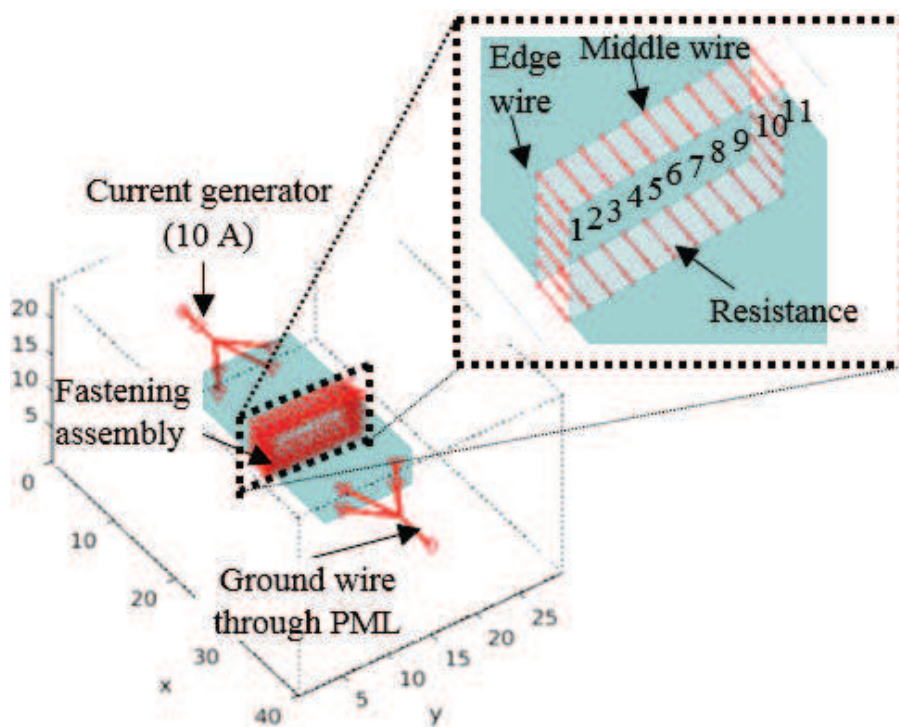 Edge
wire
Middle wire
1 2 3 4 5 6 7 8 9 10 11
Resistance
Current generator
(10 A)
Fastening
assembly
Ground wire
through PML
20
15
10
5
0
10
20
30
40
x
5
10
15
20
25
y